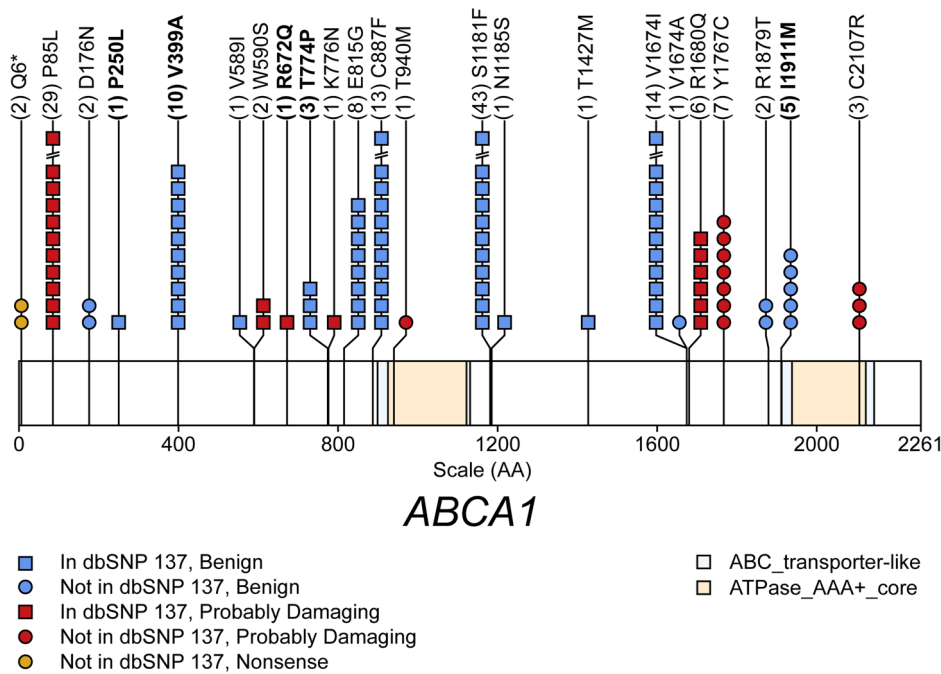 (2) Q6*
(29) P85L
(2) D176N
(1) P250L
(10) V399A
(1) V589I
(2) W590S
(1) R672Q
(3) T774P
(1) K776N
(8) E815G
(13) C887F
(1) T940M
(43) S1181F
(1) N1185S
(1) T1427M
(14) V1674I
(1) V1674A
(6) R1680Q
(7) Y1767C
(2) R1879T
(5) I1911M
(3) C2107R
0 400 800 1200 1600 2000 2261
Scale (AA)
ABCA1
In dbSNP 137, Benign
Not in dbSNP 137, Benign
In dbSNP 137, Probably Damaging
Not in dbSNP 137, Probably Damaging
Not in dbSNP 137, Nonsense
ABC_transporter-like
ATPase_AAA+_core